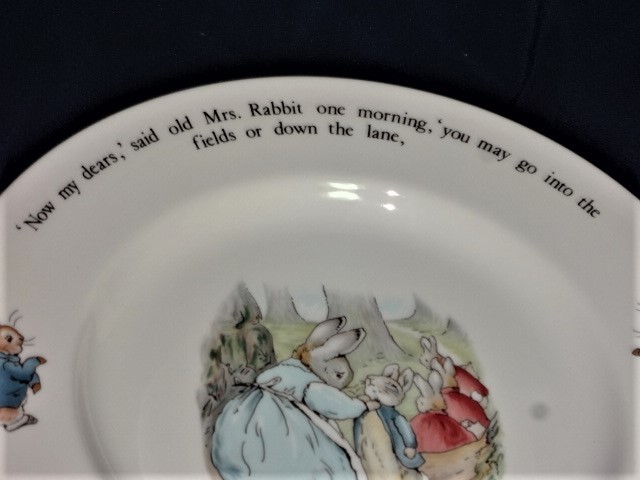 ‘Now my dears,’ said old Mrs. Rabbit one morning, ‘you may go into the
fields or down the lane,